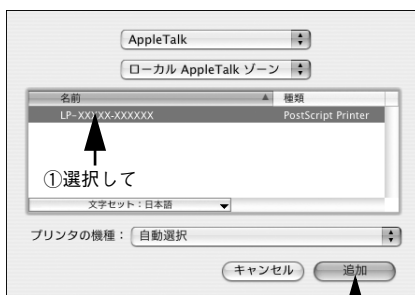 AppleTalk
ローカル AppleTalk ゾーン
名前 種類
LP-XXXXX-XXXXXX PostScript Printer
①選択して
文字セット：日本語
プリンタの機種： 自動選択
キャンセル 追加